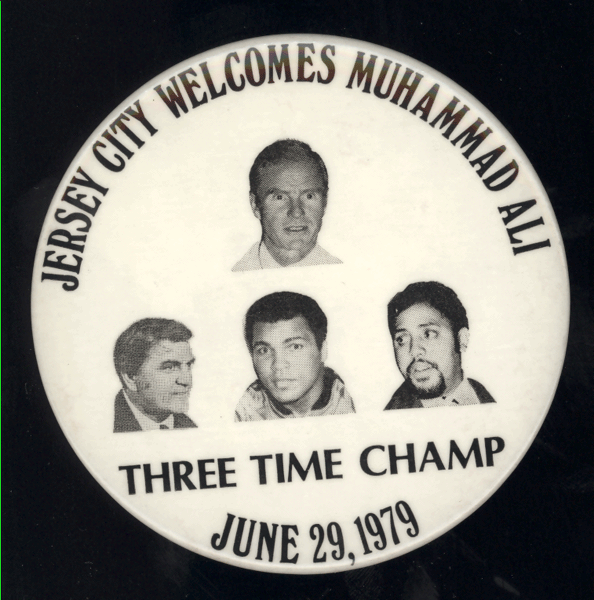 JERSEY CITY WELCOMES MUHAMMAD ALI
THREE TIME CHAMP
JUNE 29, 1979